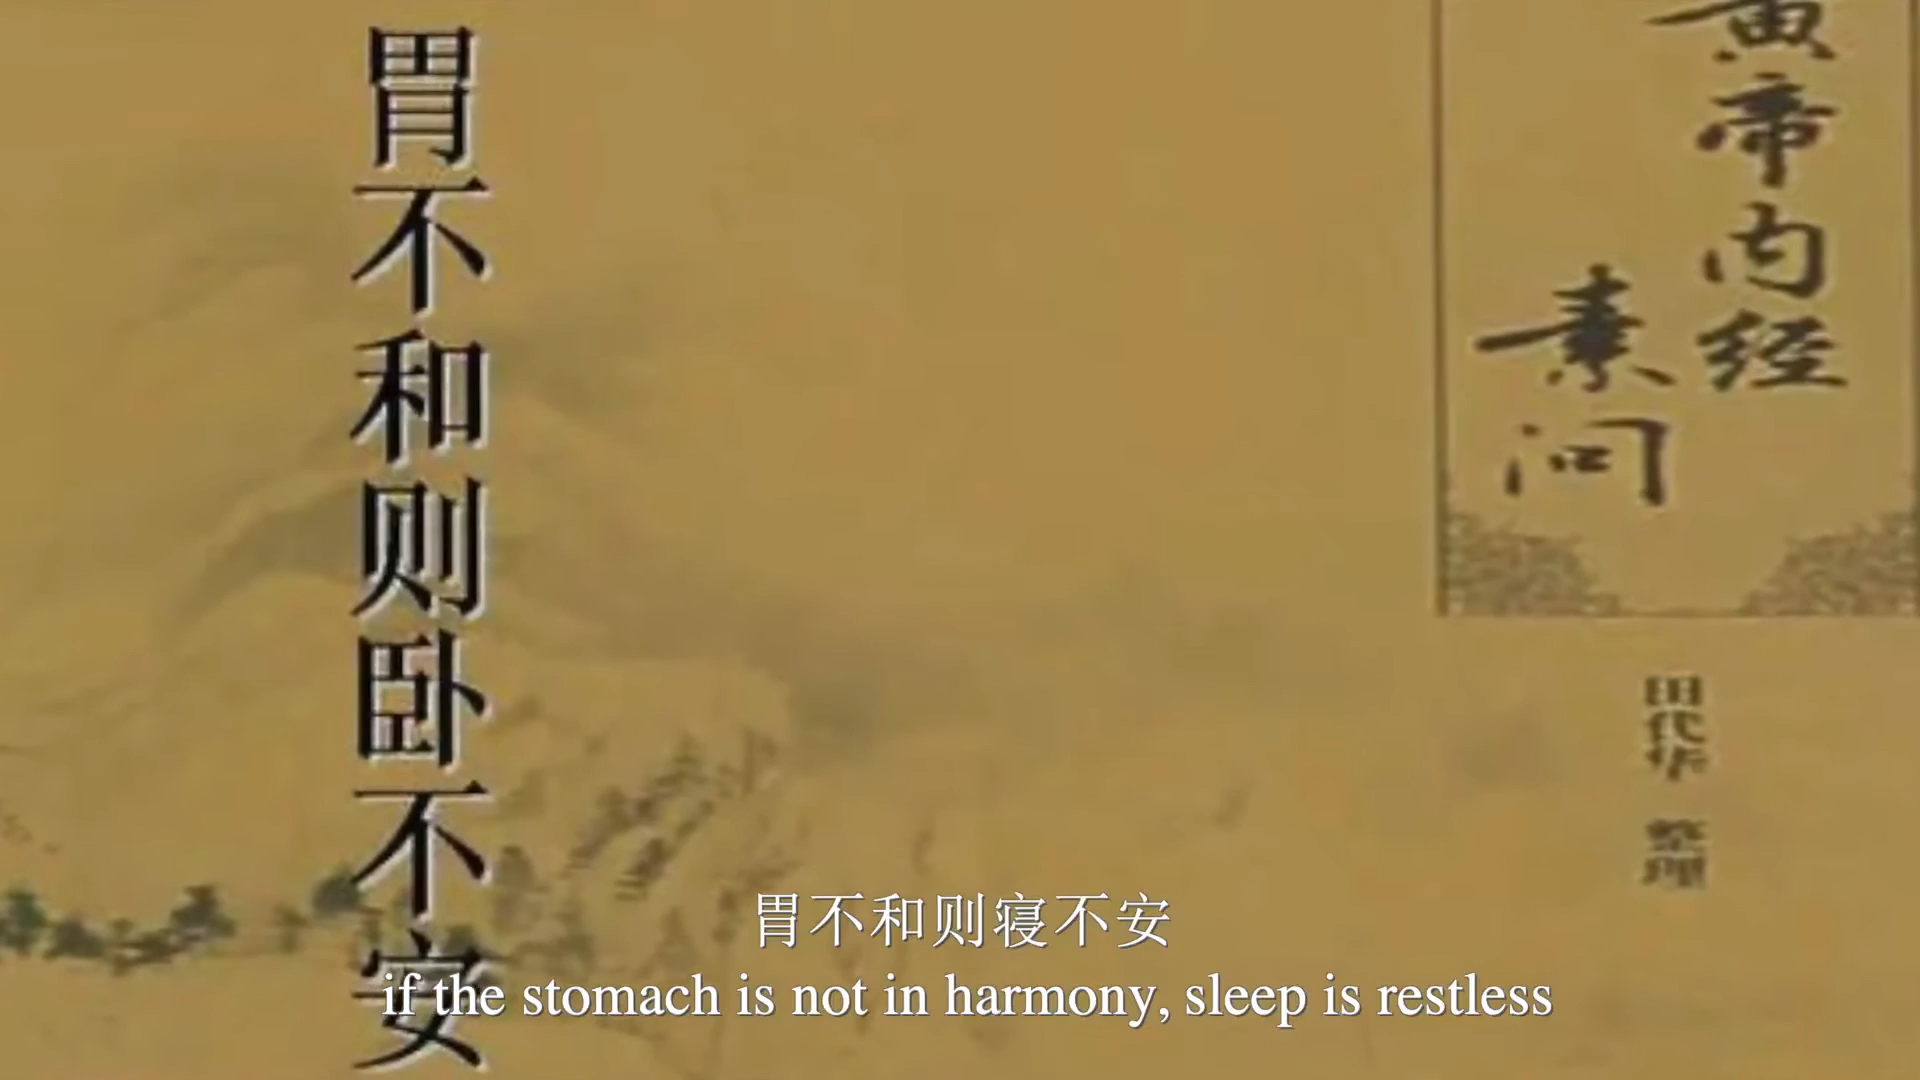 黄帝内经
素问
田代华 整理
胃不和则卧不安
胃不和则寝不安
if the stomach is not in harmony, sleep is restless